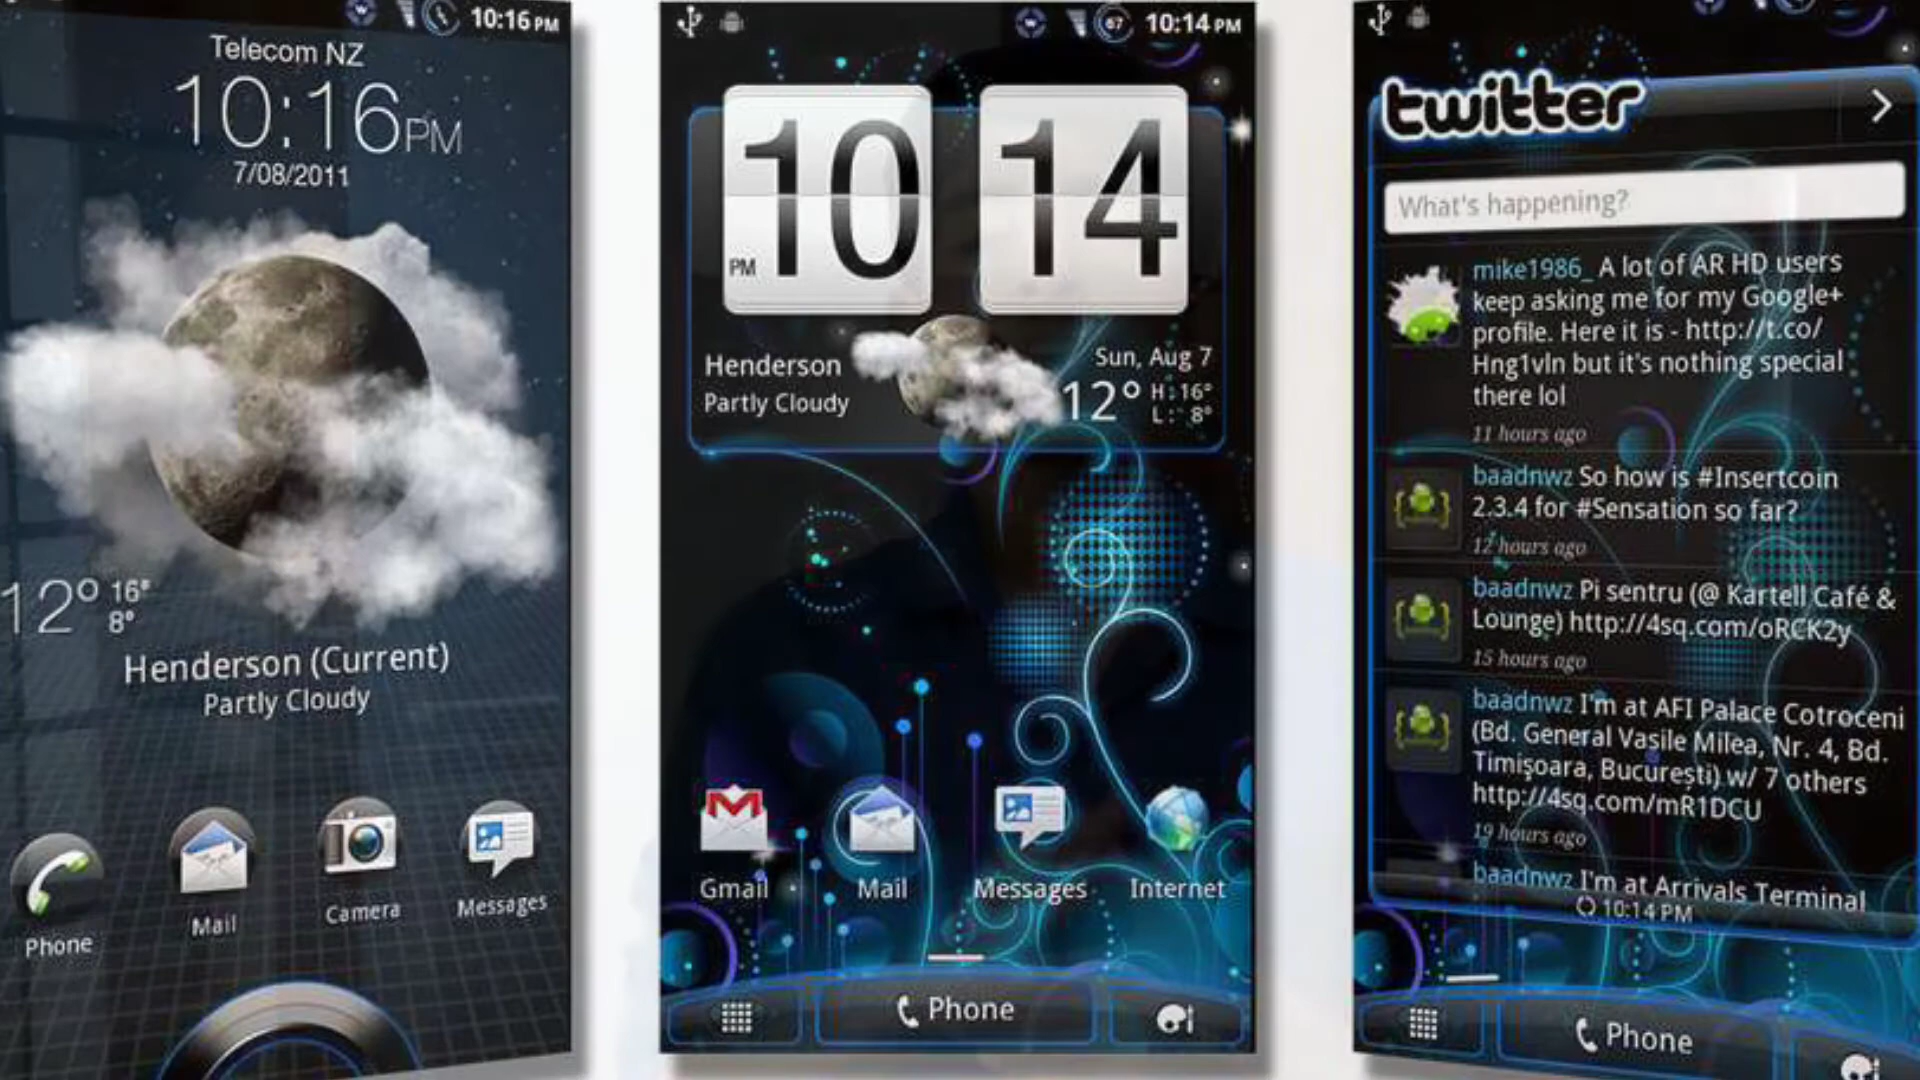 10:16 PM
Telecom NZ
10:16PM
7/08/2011
12° 16°
8°
Henderson (Current)
Partly Cloudy
Phone
Mail
Camera
Messages
67
10:14 PM
10
14
PM
Henderson
Partly Cloudy
Sun, Aug 7
12° H: 16°
L: 8°
Gmail
Mail
Messages
Internet
Phone
twitter
What's happening?
mike1986_ A lot of AR HD users
keep asking me for my Google+
profile. Here it is - http://t.co/
Hng1vln but it's nothing special
there lol
11 hours ago
baadnwz So how is #Insertcoin
2.3.4 for #Sensation so far?
12 hours ago
baadnwz Pi sentru (@ Kartell Café &
Lounge) http://4sq.com/oRCK2y
15 hours ago
baadnwz I'm at AFI Palace Cotroceni
(Bd. General Vasile Milea, Nr. 4, Bd.
Timișoara, București) w/ 7 others
http://4sq.com/mR1DCU
19 hours ago
baadnwz I'm at Arrivals Terminal
10:14 PM
Phone